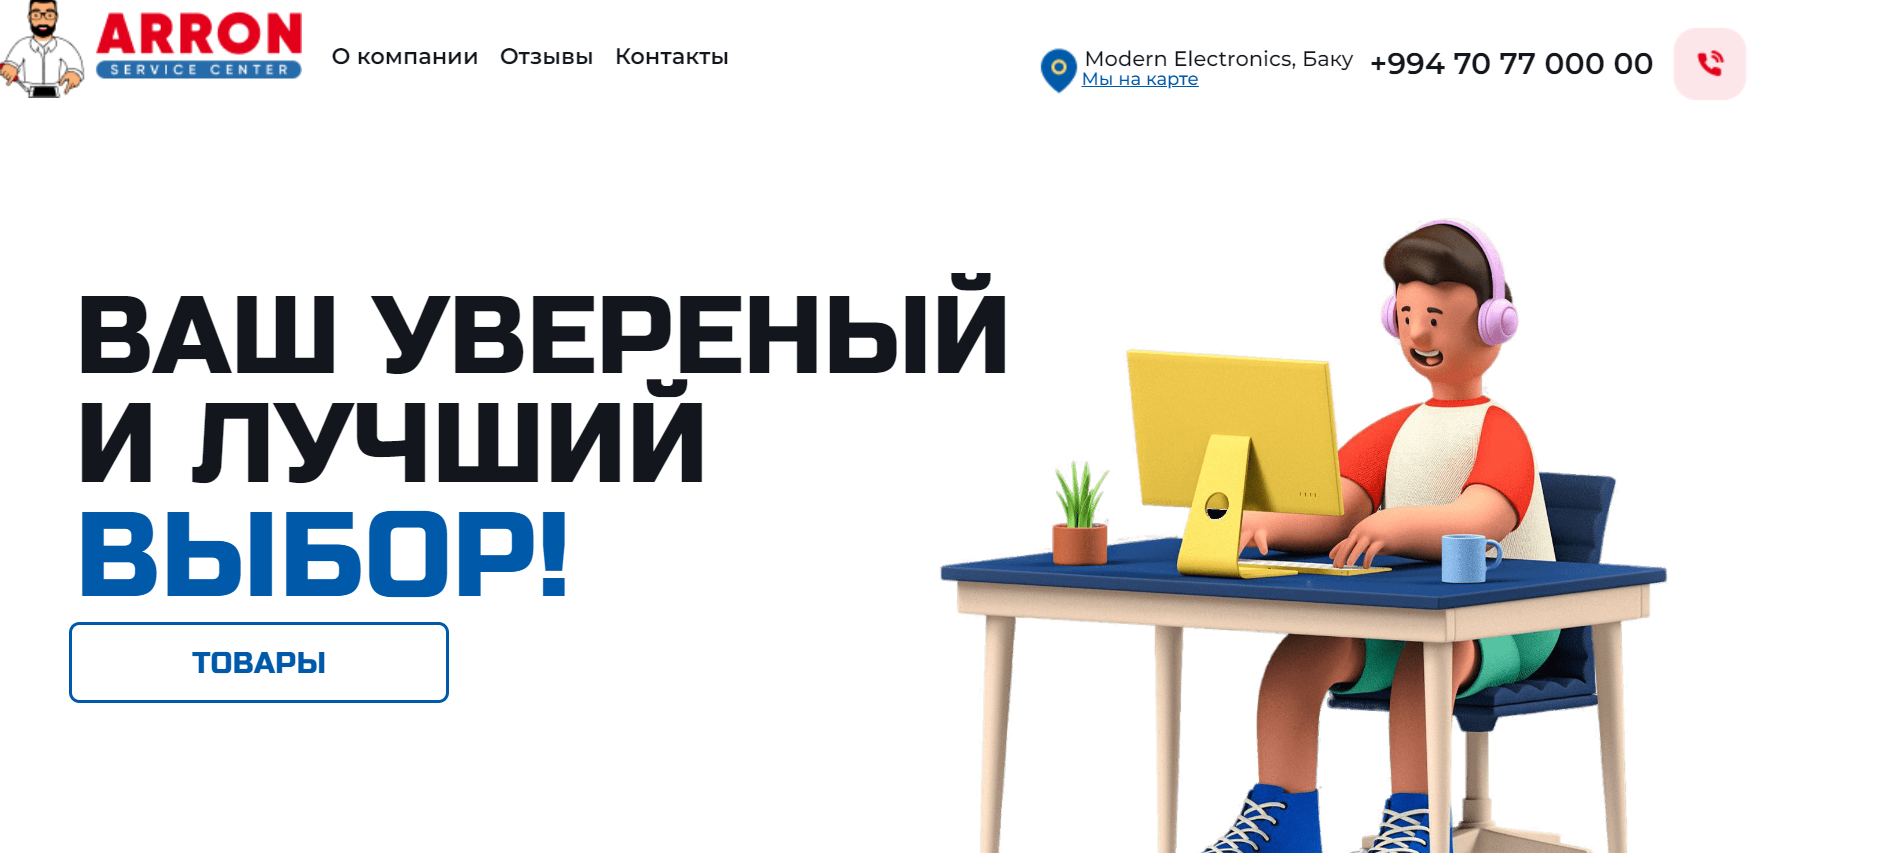 ARRON
SERVICE CENTER
О компании Отзывы Контакты
Modern Electronics, Баку
Мы на карте
+994 70 77 000 00
ВАШ УВЕРЕНЫЙ
И ЛУЧШИЙ
ВЫБОР!
ТОВАРЫ